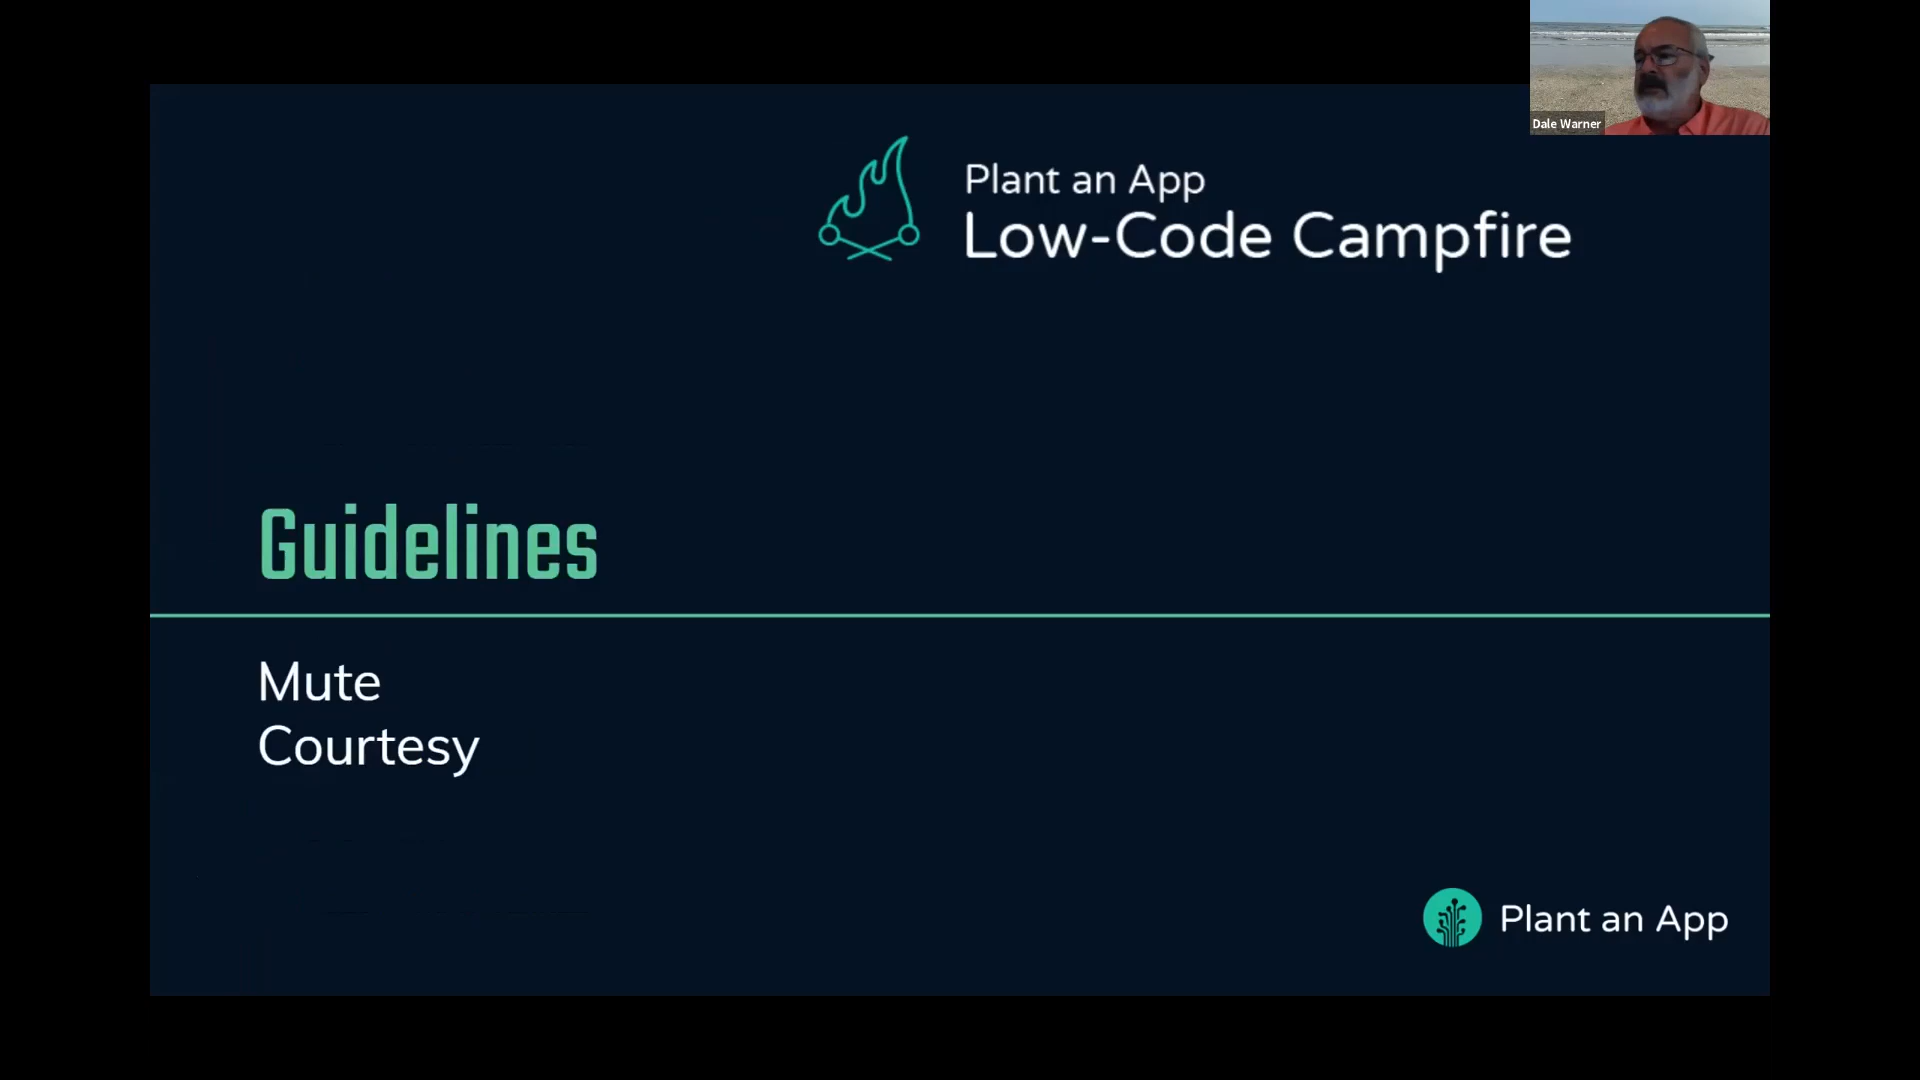 Dale Warner
Plant an App
Low-Code Campfire
Guidelines
Mute
Courtesy
Plant an App